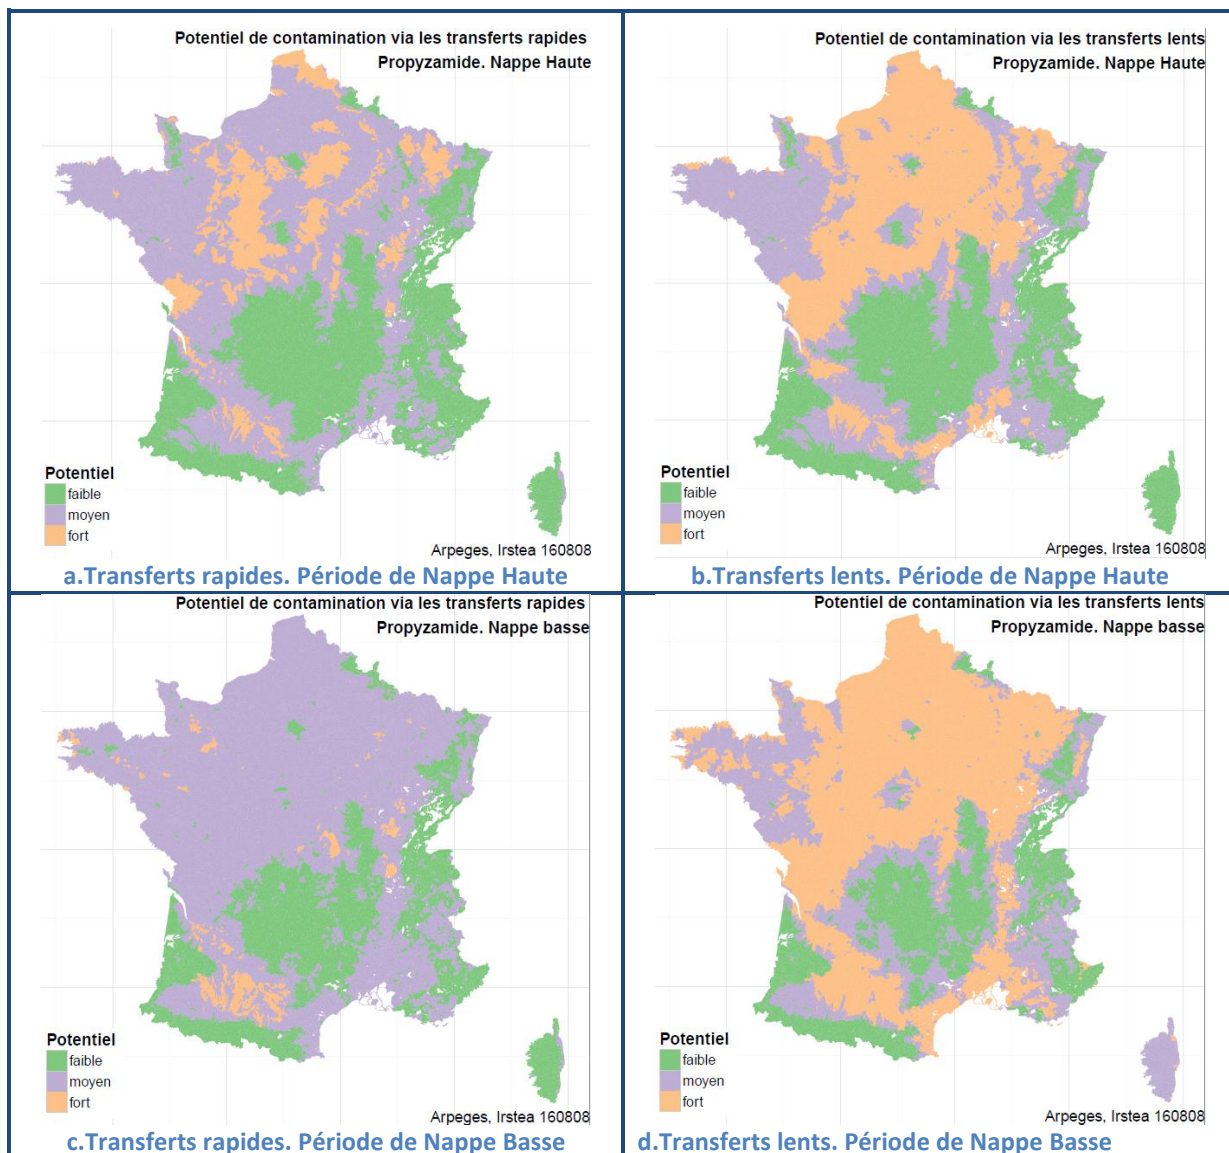 Potentiel de contamination via les transferts rapides
Propyzamide. Nappe Haute
Potentiel
faible
moyen
fort
Arpeges, Irstea 160808
a.Transferts rapides. Période de Nappe Haute
Potentiel de contamination via les transferts lents
Propyzamide. Nappe Haute
Potentiel
faible
moyen
fort
Arpeges, Irstea 160808
b.Transferts lents. Période de Nappe Haute
Potentiel de contamination via les transferts rapides
Propyzamide. Nappe basse
Potentiel
faible
moyen
fort
Arpeges, Irstea 160808
c.Transferts rapides. Période de Nappe Basse
Potentiel de contamination via les transferts lents
Propyzamide. Nappe basse
Potentiel
faible
moyen
fort
Arpeges, Irstea 160808
d.Transferts lents. Période de Nappe Basse